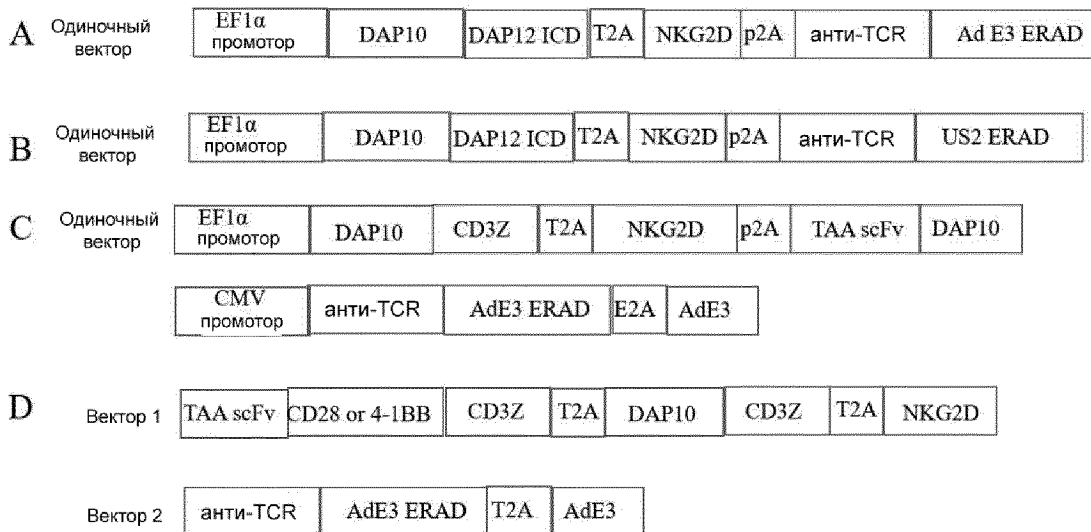 A Одиночный вектор EF1α промотор DAP10 DAP12 ICD T2A NKG2D p2A анти-TCR Ad E3 ERAD
B Одиночный вектор EF1α промотор DAP10 DAP12 ICD T2A NKG2D p2A анти-TCR US2 ERAD
C Одиночный вектор EF1α промотор DAP10 CD3Z T2A NKG2D p2A TAA scFv DAP10
CMV промотор анти-TCR AdE3 ERAD E2A AdE3
D Вектор 1 TAA scFv CD28 or 4-1BB CD3Z T2A DAP10 CD3Z T2A NKG2D
Вектор 2 анти-TCR AdE3 ERAD T2A AdE3